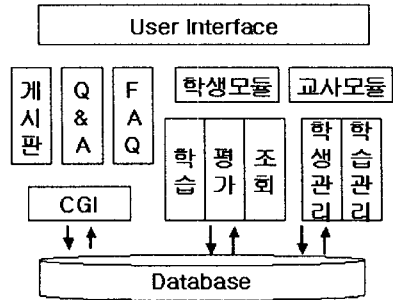 User Interface
게시판
Q&A
FAQ
학생모듈
교사모듈
학습
평가
조회
학생관리
학습관리
CGI
Database